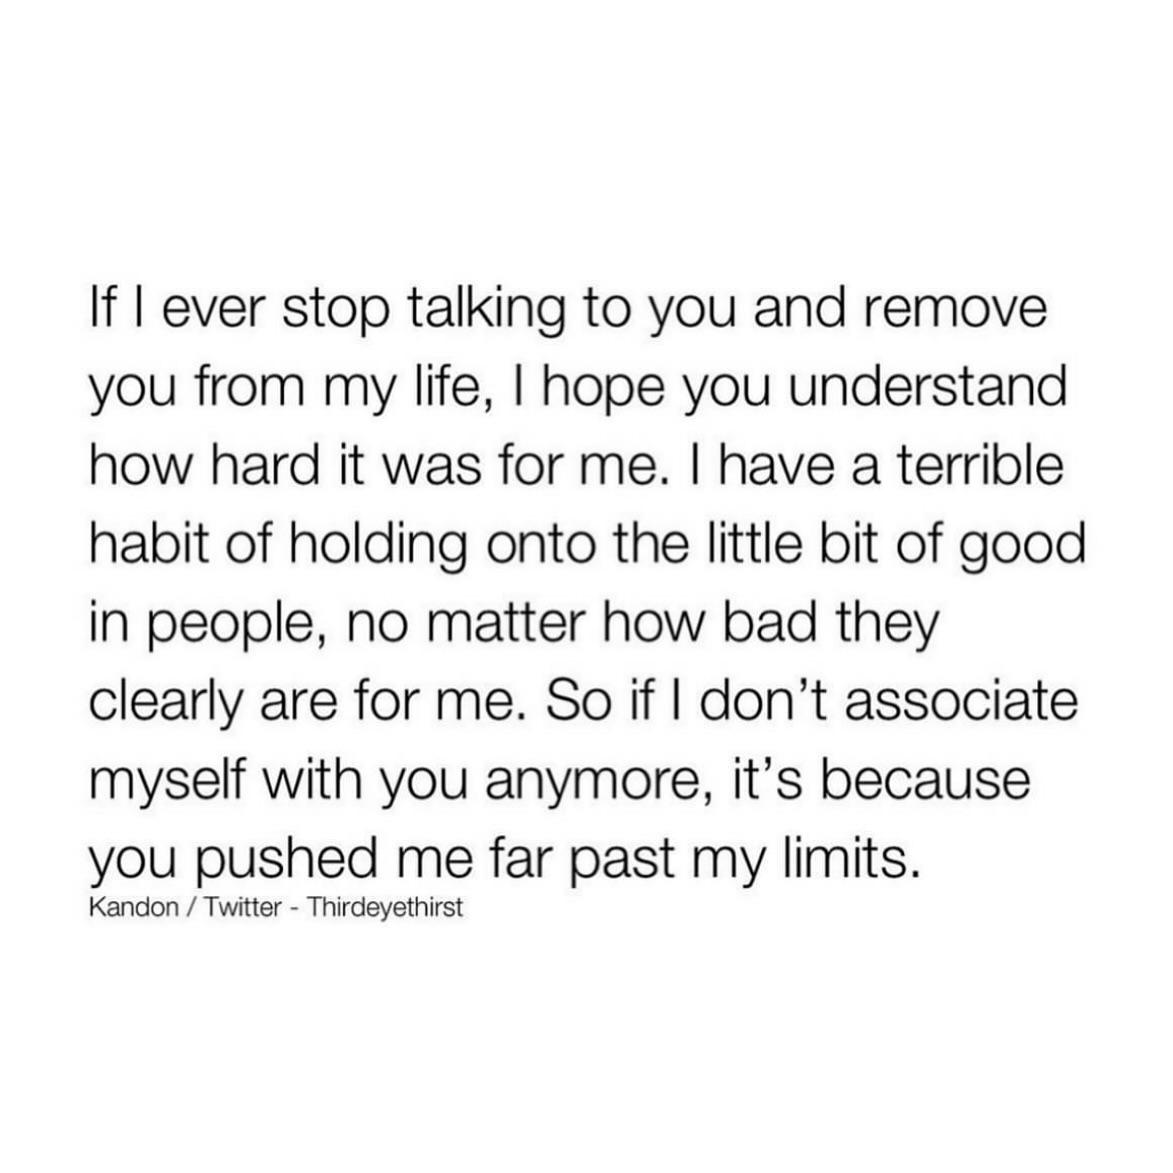 If I ever stop talking to you and remove
you from my life, I hope you understand
how hard it was for me. I have a terrible
habit of holding onto the little bit of good
in people, no matter how bad they
clearly are for me. So if I don’t associate
myself with you anymore, it’s because
you pushed me far past my limits.
Kandon / Twitter - Thirdeyethirst